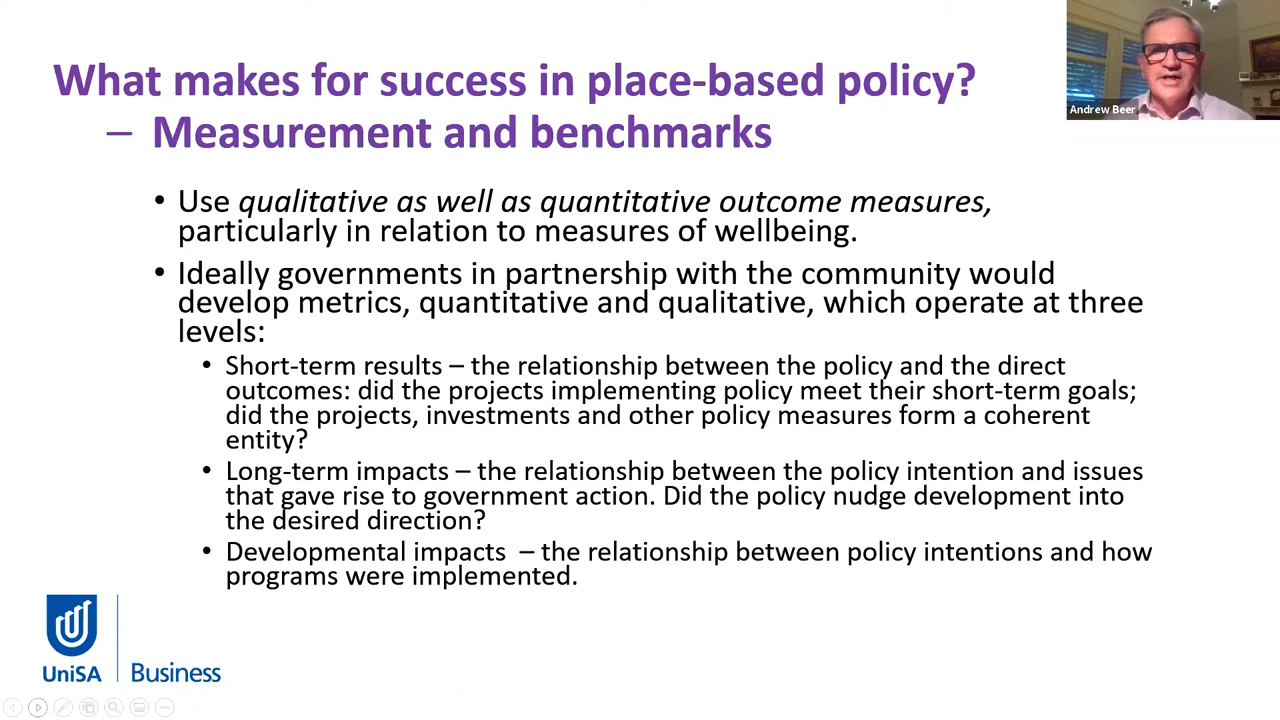 What makes for success in place-based policy?
– Measurement and benchmarks
Andrew Beer
• Use qualitative as well as quantitative outcome measures,
particularly in relation to measures of wellbeing.
• Ideally governments in partnership with the community would
develop metrics, quantitative and qualitative, which operate at three
levels:
• Short-term results – the relationship between the policy and the direct
outcomes: did the projects implementing policy meet their short-term goals;
did the projects, investments and other policy measures form a coherent
entity?
• Long-term impacts – the relationship between the policy intention and issues
that gave rise to government action. Did the policy nudge development into
the desired direction?
• Developmental impacts – the relationship between policy intentions and how
programs were implemented.
UniSA
Business